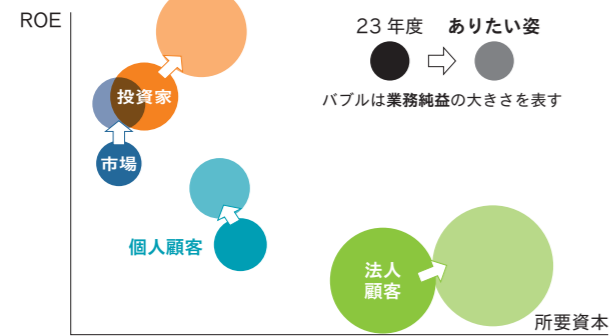 ROE
23年度 ありたい姿
バブルは業務純益の大きさを表す
投資家
市場
個人顧客
法人
顧客
所要資本